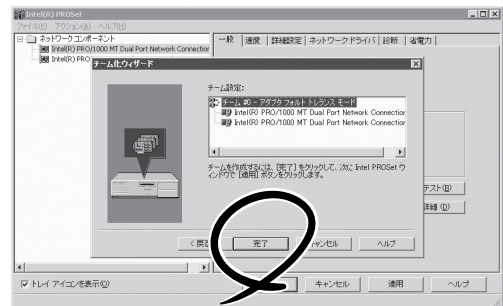 Intel(R) PROSet
ファイル(F) アクション(A) ヘルプ(H)
ネットワークコンポーネント
Intel(R) PRO/1000 MT Dual Port Network Connection
Intel(R) PRO
一般 速度 詳細設定 ネットワークドライバ 診断 省電力
チーム化ウィザード
チーム設定:
チーム #0 - アダプタ フォルト トレランス モード
Intel(R) PRO/1000 MT Dual Port Network Connection
Intel(R) PRO/1000 MT Dual Port Network Connection
チームを作成するには、[完了] をクリックして、次に Intel PROSet ウ
ィンドウで [適用] ボタンをクリックします。
テスト(B)
詳細(D)
< 戻る
完了
キャンセル
ヘルプ
トレイ アイコンを表示(Q)
キャンセル
適用
ヘルプ